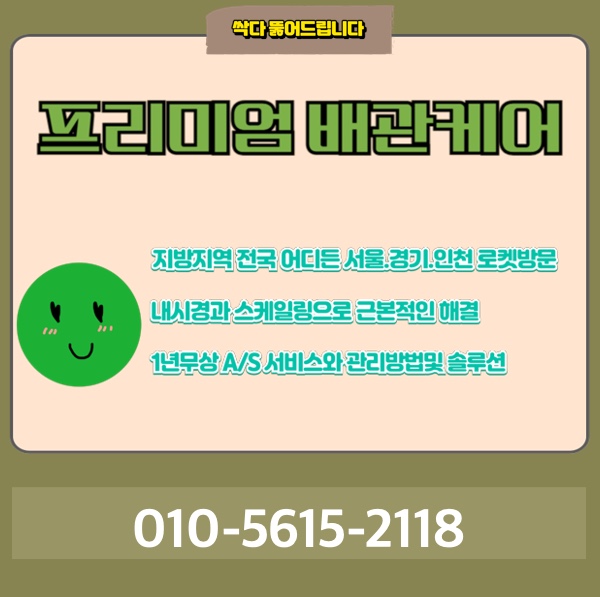 싹다 뚫어드립니다
프리미엄 배관케어
지방지역 전국 어디든 서울.경기.인천 로켓방문
내시경과 스케일링으로 근본적인 해결
1년무상 A/S 서비스와 관리방법및 솔루션
010-5615-2118